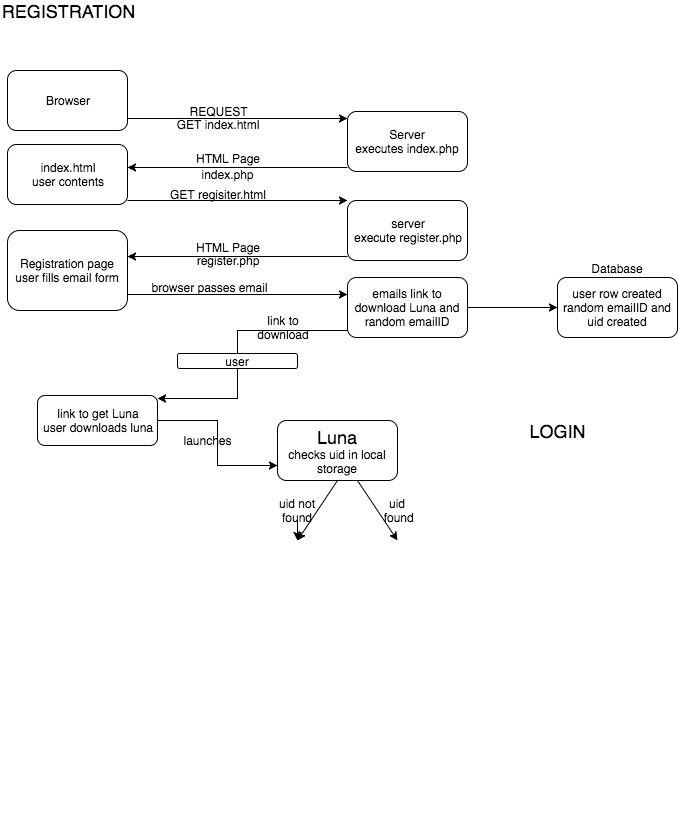 REGISTRATION
Browser
REQUEST
GET index.html
Server
executes index.php
index.html
user contents
HTML Page
index.php
GET regisiter.html
server
execute register.php
Registration page
user fills email form
HTML Page
register.php
browser passes email
emails link to
download Luna and
random emailID
Database
user row created
random emailID and
uid created
link to
download
user
link to get Luna
user downloads luna
launches
Luna
checks uid in local
storage
LOGIN
uid not
found
uid
found